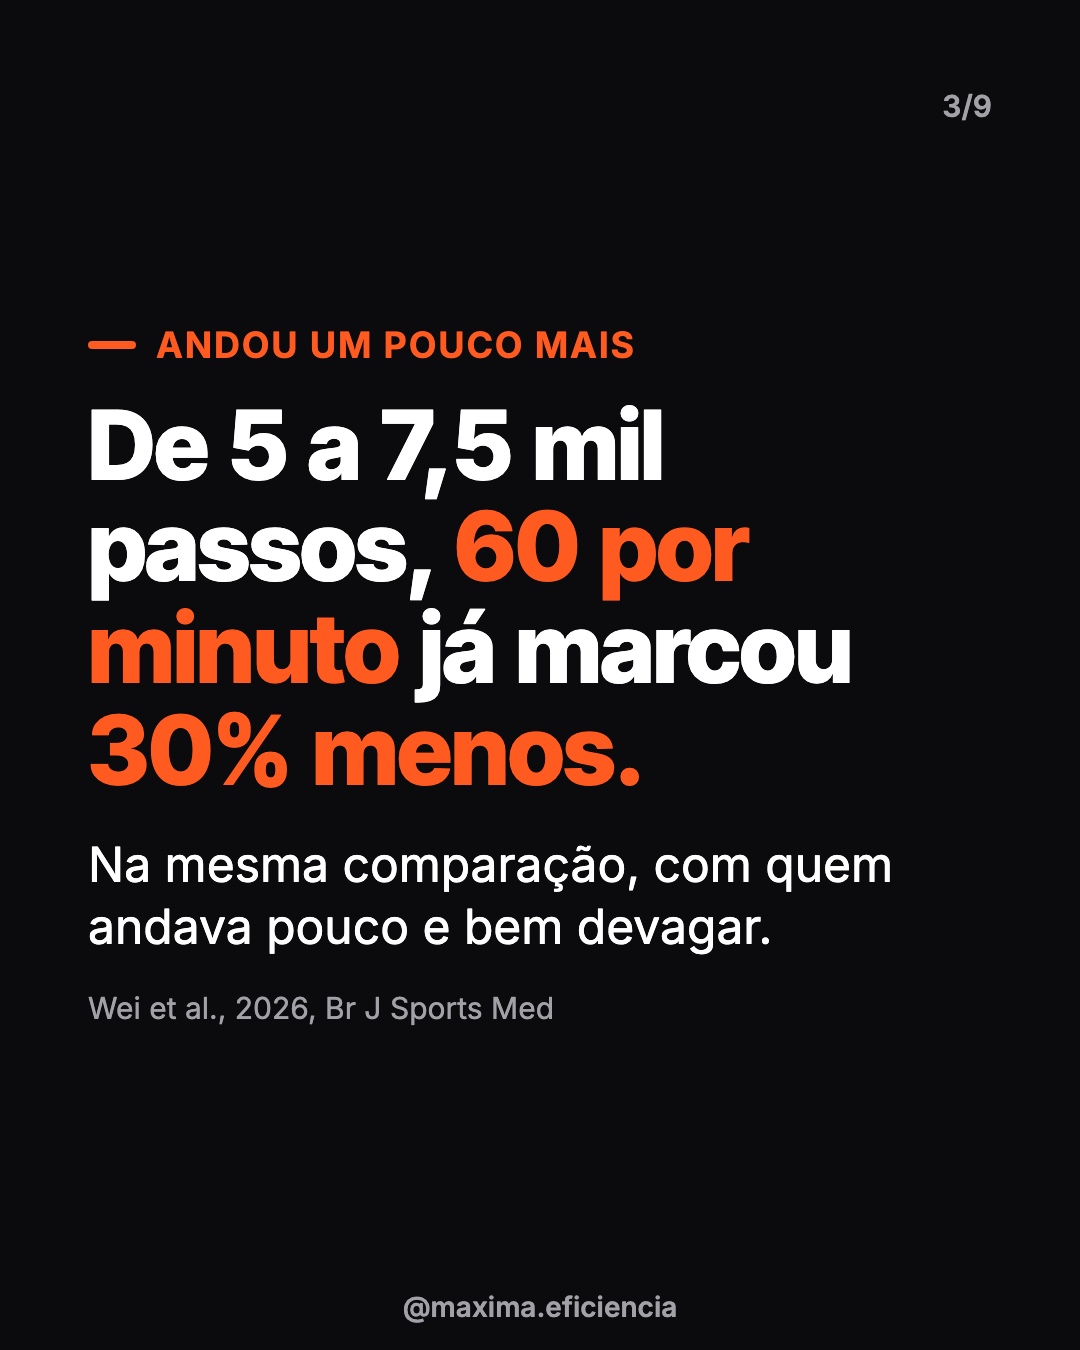 3/9
ANDOU UM POUCO MAIS
De 5 a 7,5 mil
passos, 60 por
minuto já marcou
30% menos.
Na mesma comparação, com quem
andava pouco e bem devagar.
Wei et al., 2026, Br J Sports Med
@maxima.eficiencia